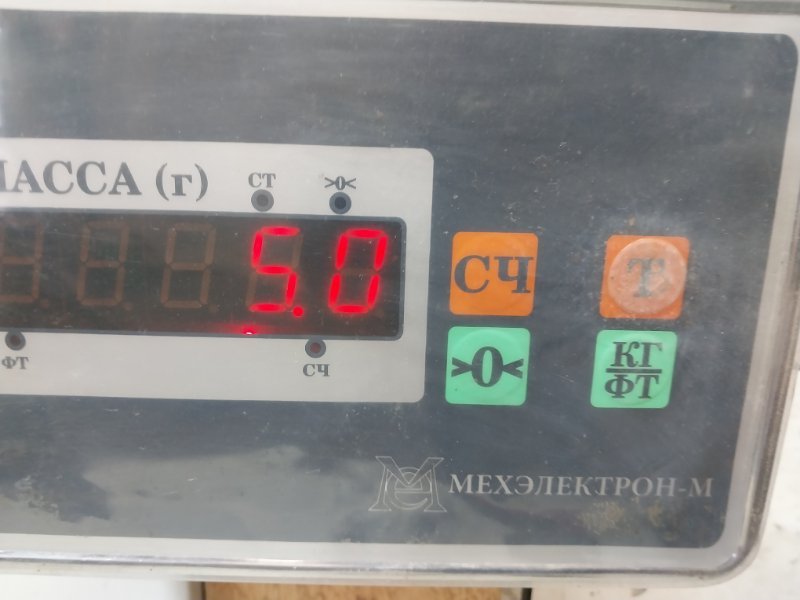 МАССА (г)
СТ >0<
5.0
ФТ СЧ
СЧ Т
>0< КГ
ФТ
МЕХЭЛЕКТРОН-М